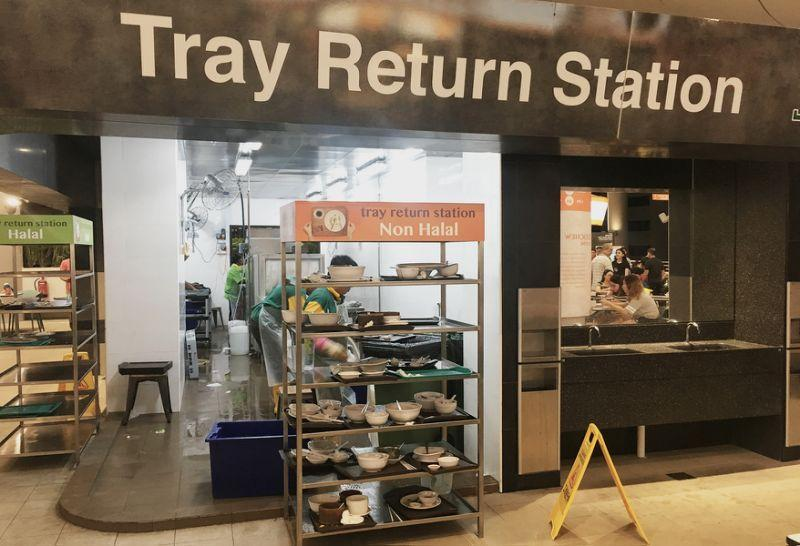 Tray Return Station
tray return station
Halal
tray return station
Non Halal